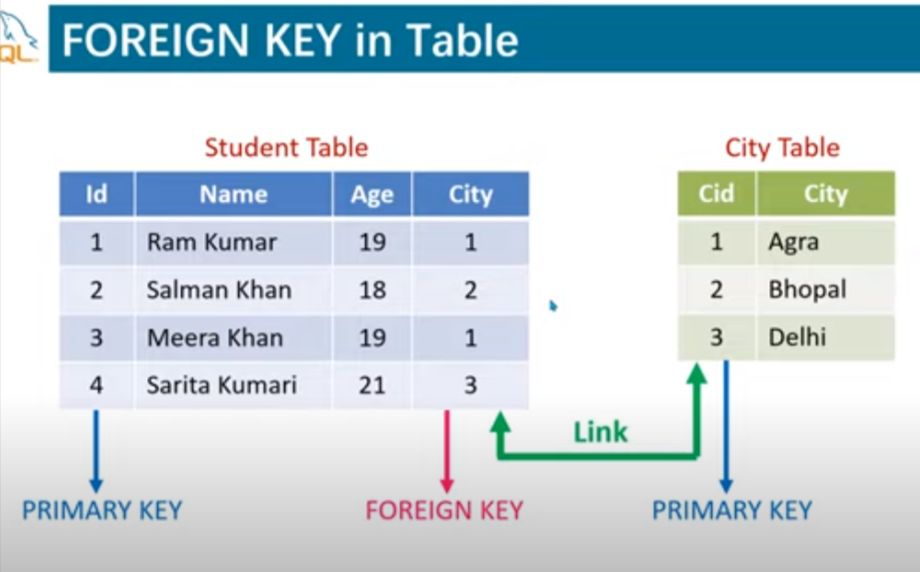 QL
FOREIGN KEY in Table
Student Table
Id Name Age City
1 Ram Kumar 19 1
2 Salman Khan 18 2
3 Meera Khan 19 1
4 Sarita Kumari 21 3
City Table
Cid City
1 Agra
2 Bhopal
3 Delhi
Link
PRIMARY KEY
FOREIGN KEY
PRIMARY KEY